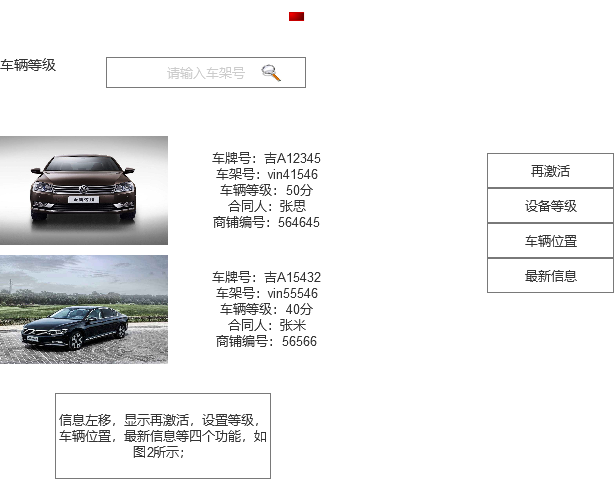 车辆等级
请输入车架号
车牌号：吉A12345
车架号：vin41546
车辆等级：50分
合同人：张思
商铺编号：564645
再激活
设备等级
车辆位置
最新信息
车牌号：吉A15432
车架号：vin55546
车辆等级：40分
合同人：张米
商铺编号：56566
信息左移，显示再激活，设置等级，
车辆位置，最新信息等四个功能，如
图2所示；